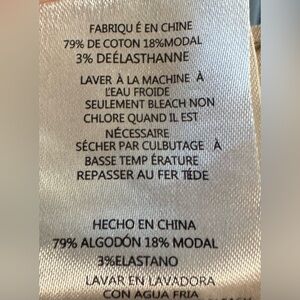 FABRIQU É EN CHINE
79% DE COTON 18%MODAL
3% DEÉLASTHANNE
LAVER À LA MACHINE À
L'EAU FROIDE
SEULEMENT BLEACH NON
CHLORE QUAND IL EST
NÉCESSAIRE
SÉCHER PAR CULBUTAGE À
BASSE TEMP ÉRATURE
REPASSER AU FER TÈDE
HECHO EN CHINA
79% ALGODÓN 18% MODAL
3%ELASTANO
LAVAR EN LAVADORA
CON AGUA FRIA